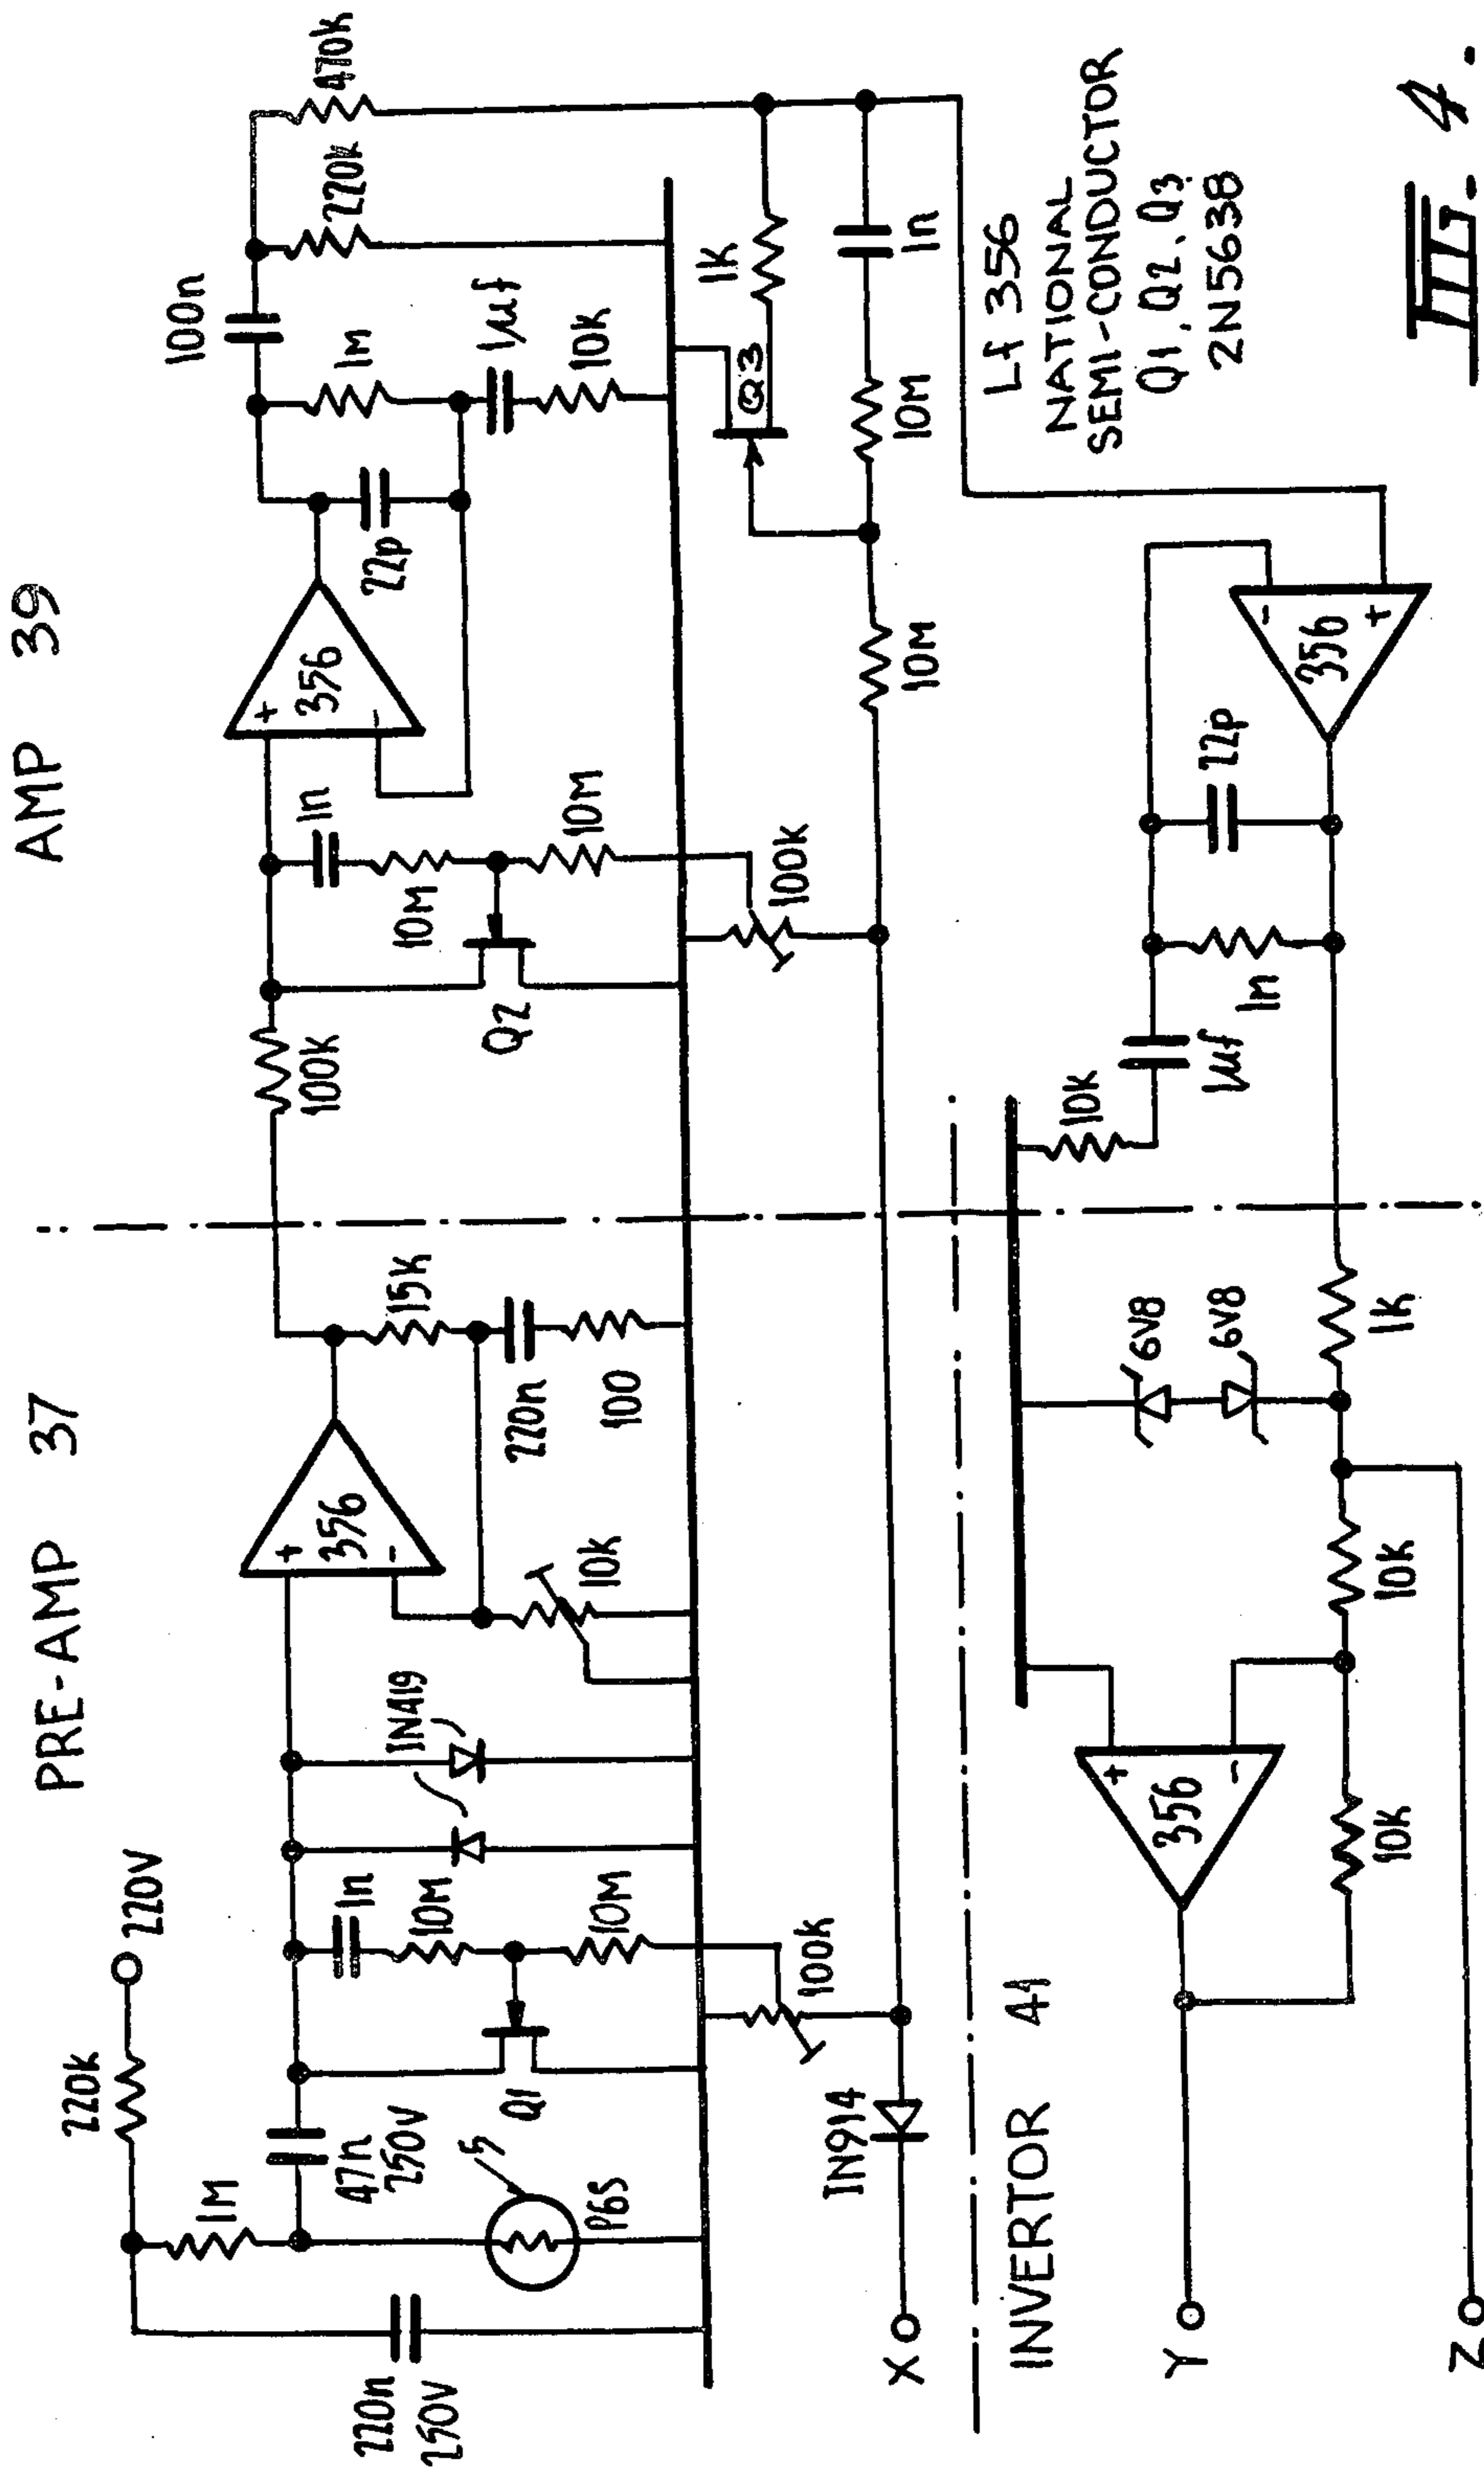 PRE-AMP 37
AMP 39
220V
220k
1M
220n
250V
47n
250V
P6S
5
Q1
1n
10M
10M
1N419
100k
356
+
-
10k
15k
220n
100
100k
Q2
1n
10M
10M
100k
356
+
-
22p
100n
1M
1µf
10k
220k
470k
1K
Q3
1n
10M
10M
X
1N914
INVERTOR 41
Y
Z
356
+
-
10k
10k
6V8
6V8
1k
10k
1µf
1M
22p
356
-
+
Lf 356
NATIONAL
SEMI-CONDUCTOR
Q1, Q2, Q3
2N5638
III. 4.